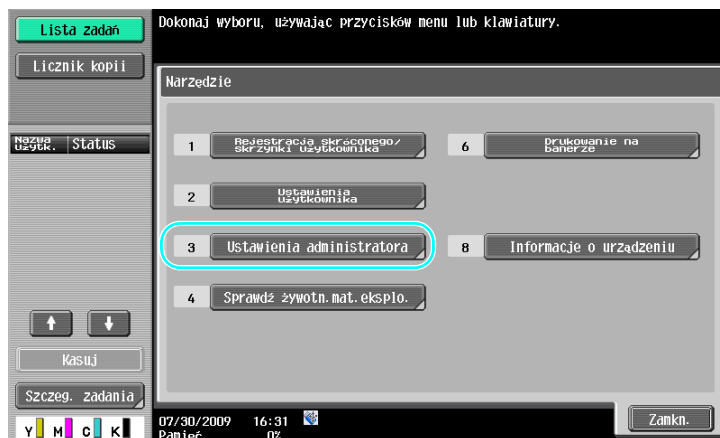 Lista zadań
Dokonaj wyboru, używając przycisków menu lub klawiatury.
Licznik kopii
Narzędzie
Nazwa
użytk.
Status
1
Rejestracja skróconego/
skrzynki użytkownika
6
Drukowanie na
banerze
2
Ustawienia
użytkownika
3
Ustawienia administratora
8
Informacje o urządzeniu
4
Sprawdź żywotn.mat.eksplo.
Kasuj
Szczeg. zadania
Y M C K
07/30/2009 16:31
Pamięć 0%
Zamkn.